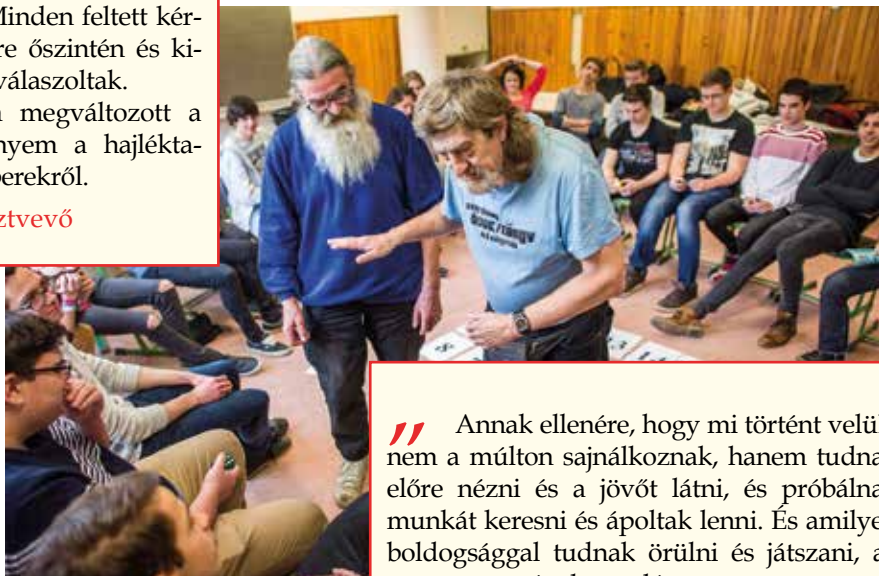 Minden feltett kér-
re őszintén és ki-
válaszoltak.
megváltozott a
nyem a hajlékta-
berekről.
ztvevő
„ Annak ellenére, hogy mi történt velük
nem a múlton sajnálkoznak, hanem tudna
előre nézni és a jövőt látni, és próbálna
munkát keresni és ápoltak lenni. És amilye
boldogsággal tudnak örülni és játszani, a